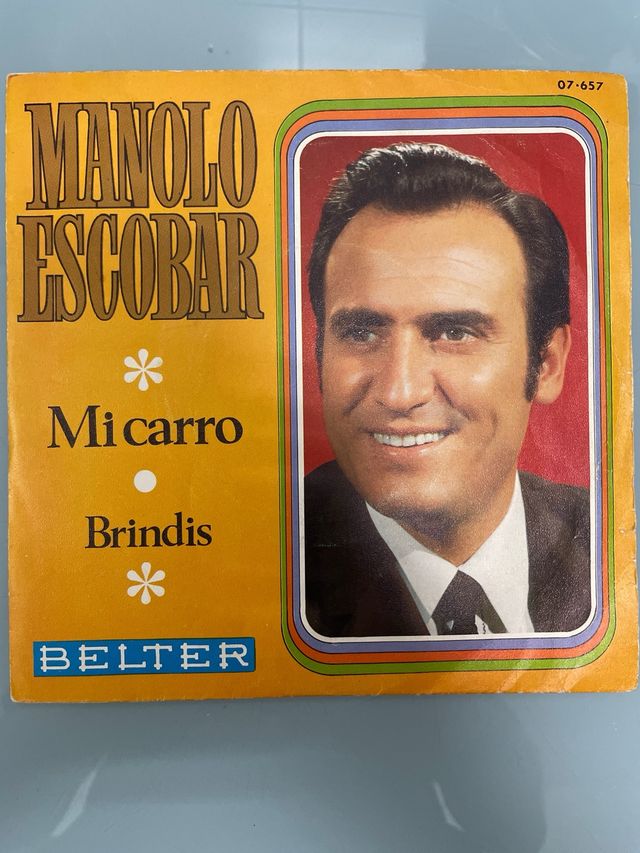 07·657
MANOLO
ESCOBAR
Mi carro
Brindis
BELTER